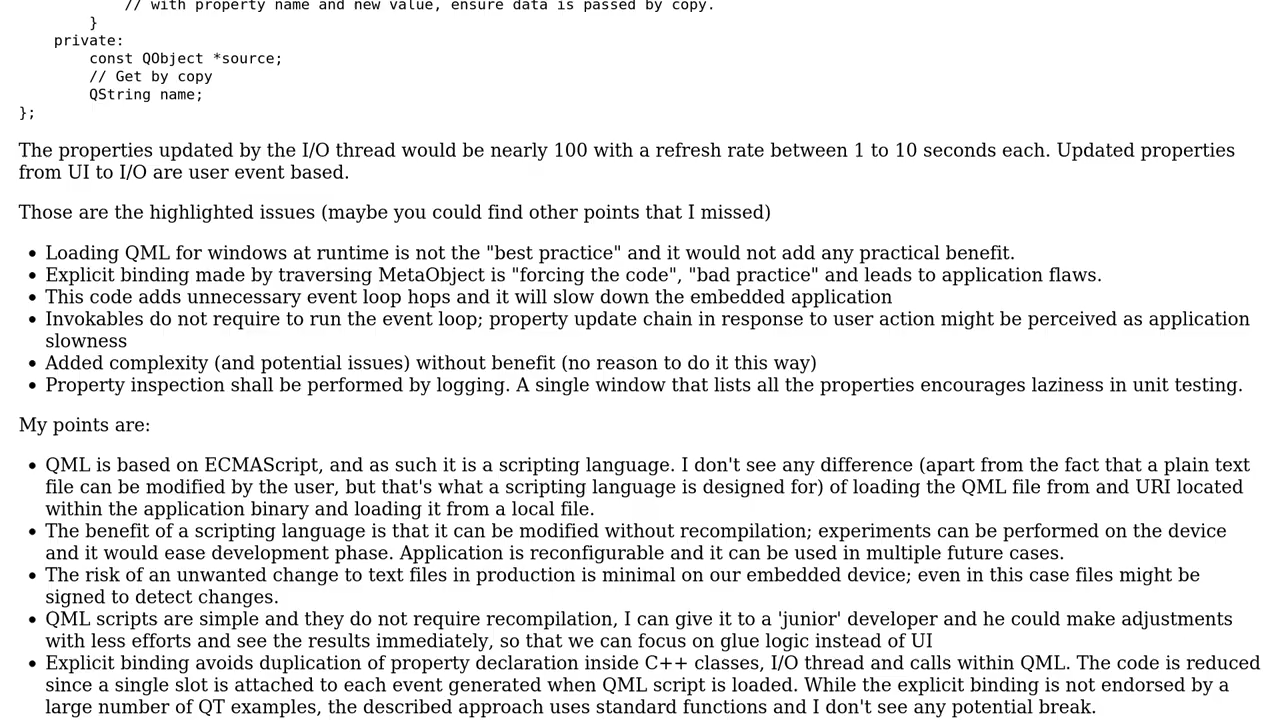 // with property name and new value, ensure data is passed by copy.
}
private:
const QObject *source;
// Get by copy
QString name;
};
The properties updated by the I/O thread would be nearly 100 with a refresh rate between 1 to 10 seconds each. Updated properties
from UI to I/O are user event based.
Those are the highlighted issues (maybe you could find other points that I missed)
• Loading QML for windows at runtime is not the "best practice" and it would not add any practical benefit.
• Explicit binding made by traversing MetaObject is "forcing the code", "bad practice" and leads to application flaws.
• This code adds unnecessary event loop hops and it will slow down the embedded application
• Invokables do not require to run the event loop; property update chain in response to user action might be perceived as application
slowness
• Added complexity (and potential issues) without benefit (no reason to do it this way)
• Property inspection shall be performed by logging. A single window that lists all the properties encourages laziness in unit testing.
My points are:
• QML is based on ECMAScript, and as such it is a scripting language. I don't see any difference (apart from the fact that a plain text
file can be modified by the user, but that's what a scripting language is designed for) of loading the QML file from and URI located
within the application binary and loading it from a local file.
• The benefit of a scripting language is that it can be modified without recompilation; experiments can be performed on the device
and it would ease development phase. Application is reconfigurable and it can be used in multiple future cases.
• The risk of an unwanted change to text files in production is minimal on our embedded device; even in this case files might be
signed to detect changes.
• QML scripts are simple and they do not require recompilation, I can give it to a 'junior' developer and he could make adjustments
with less efforts and see the results immediately, so that we can focus on glue logic instead of UI
• Explicit binding avoids duplication of property declaration inside C++ classes, I/O thread and calls within QML. The code is reduced
since a single slot is attached to each event generated when QML script is loaded. While the explicit binding is not endorsed by a
large number of QT examples, the described approach uses standard functions and I don't see any potential break.